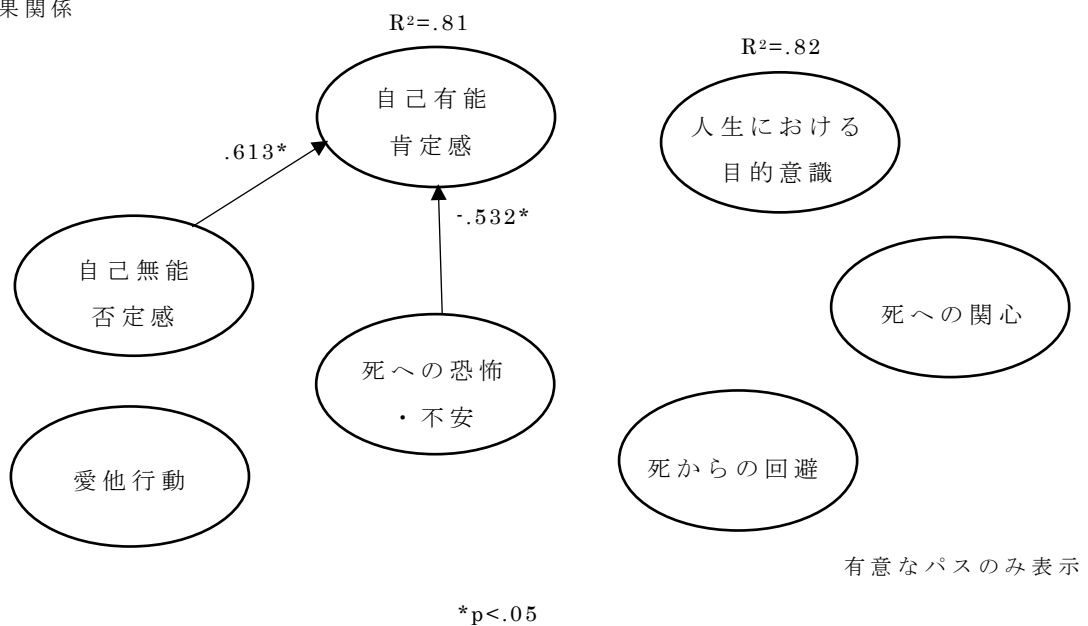 果関係
R²=.81
R²=.82
自己有能
肯定感
人生における
目的意識
.613*
-.532*
自己無能
否定感
死への関心
死への恐怖
・不安
愛他行動
死からの回避
有意なパスのみ表示
*p<.05